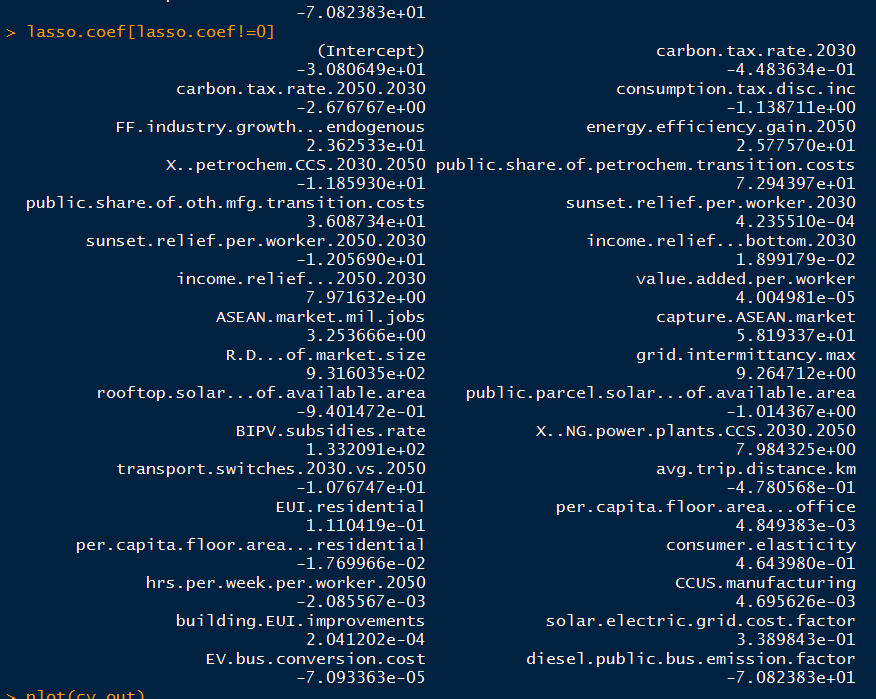 -7.082383e+01
> lasso.coef[lasso.coef!=0]
(Intercept) carbon.tax.rate.2030
-3.080649e+01 -4.483634e-01
carbon.tax.rate.2050.2030 consumption.tax.disc.inc
-2.676767e+00 -1.138711e+00
FF.industry.growth...endogenous energy.efficiency.gain.2050
2.362533e+01 2.577570e+01
X..petrochem.CCS.2030.2050 public.share.of.petrochem.transition.costs
-1.185930e+01 7.294397e+01
public.share.of.oth.mfg.transition.costs sunset.relief.per.worker.2030
3.608734e+01 4.235510e-04
sunset.relief.per.worker.2050.2030 income.relief...bottom.2030
-1.205690e+01 1.899179e-02
income.relief...2050.2030 value.added.per.worker
7.971632e+00 4.004981e-05
ASEAN.market.mil.jobs capture.ASEAN.market
3.253666e+00 5.819337e+01
R.D...of.market.size grid.intermittancy.max
9.316035e+02 9.264712e+00
rooftop.solar...of.available.area public.parcel.solar...of.available.area
-9.401472e-01 -1.014367e+00
BIPV.subsidies.rate X..NG.power.plants.CCS.2030.2050
1.332091e+02 7.984325e+00
transport.switches.2030.vs.2050 avg.trip.distance.km
-1.076747e+01 -4.780568e-01
EUI.residential per.capita.floor.area...office
1.110419e-01 4.849383e-03
per.capita.floor.area...residential consumer.elasticity
-1.769966e-02 4.643980e-01
hrs.per.week.per.worker.2050 CCUS.manufacturing
-2.085567e-03 4.695626e-03
building.EUI.improvements solar.electric.grid.cost.factor
2.041202e-04 3.389843e-01
EV.bus.conversion.cost diesel.public.bus.emission.factor
-7.093363e-05 -7.082383e+01
> plot(cv.out)